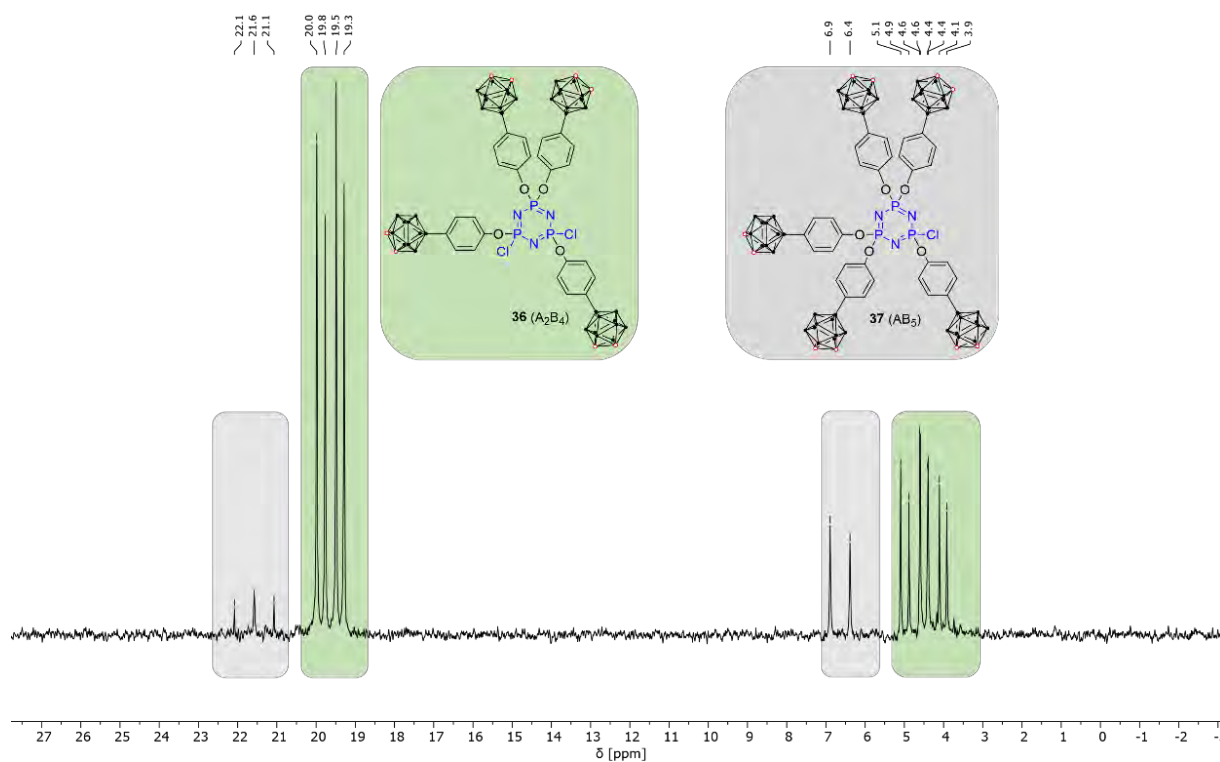 22.1
21.6
21.1
20.0
19.8
19.5
19.3
6.9
6.4
5.1
4.9
4.6
4.6
4.4
4.4
4.1
3.9
O O
P
N N
O P P Cl
Cl N
O
36 (A₂B₄)
O O
P
N N
O P P Cl
N
O O
37 (AB₅)
27 26 25 24 23 22 21 20 19 18 17 16 15 14 13 12 11 10 9 8 7 6 5 4 3 2 1 0 -1 -2
δ [ppm]